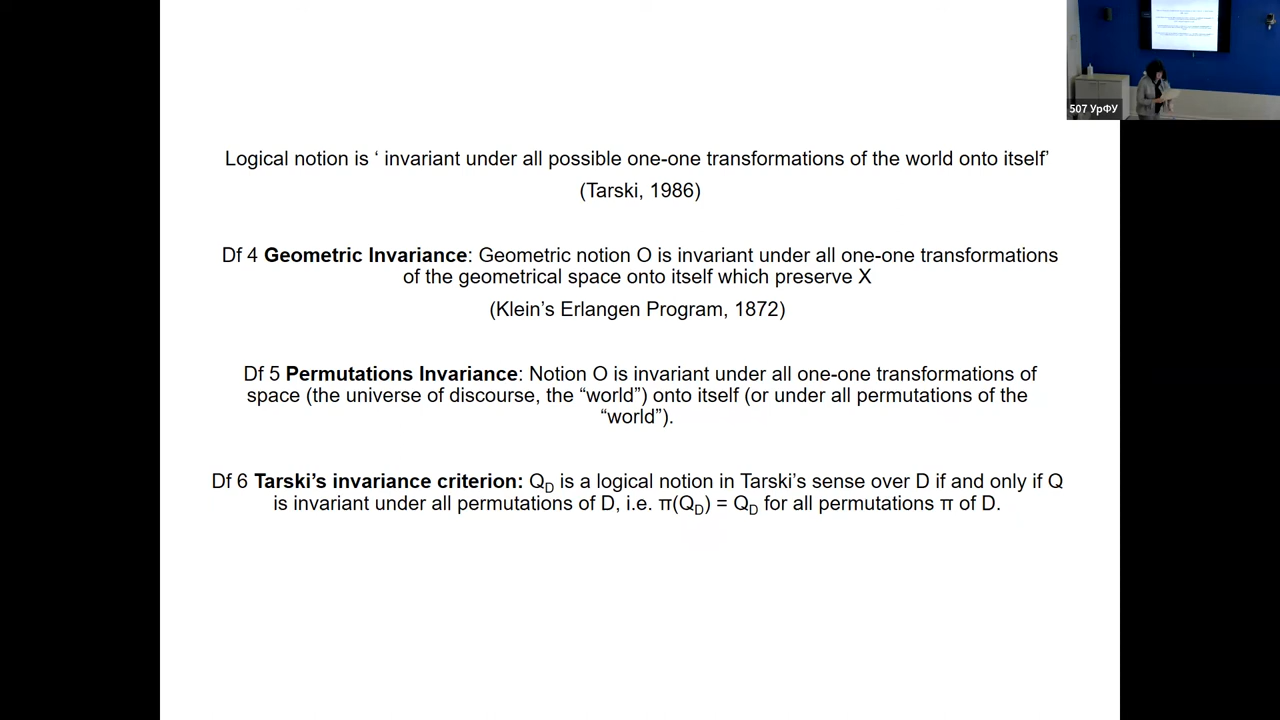 Logical notion is ‘ invariant under all possible one-one transformations of the world onto itself’
(Tarski, 1986)
Df 4 Geometric Invariance: Geometric notion O is invariant under all one-one transformations
of the geometrical space onto itself which preserve X
(Klein’s Erlangen Program, 1872)
Df 5 Permutations Invariance: Notion O is invariant under all one-one transformations of
space (the universe of discourse, the “world”) onto itself (or under all permutations of the
“world”).
Df 6 Tarski’s invariance criterion: Q_D is a logical notion in Tarski’s sense over D if and only if Q
is invariant under all permutations of D, i.e. π(Q_D) = Q_D for all permutations π of D.
507 УрФУ